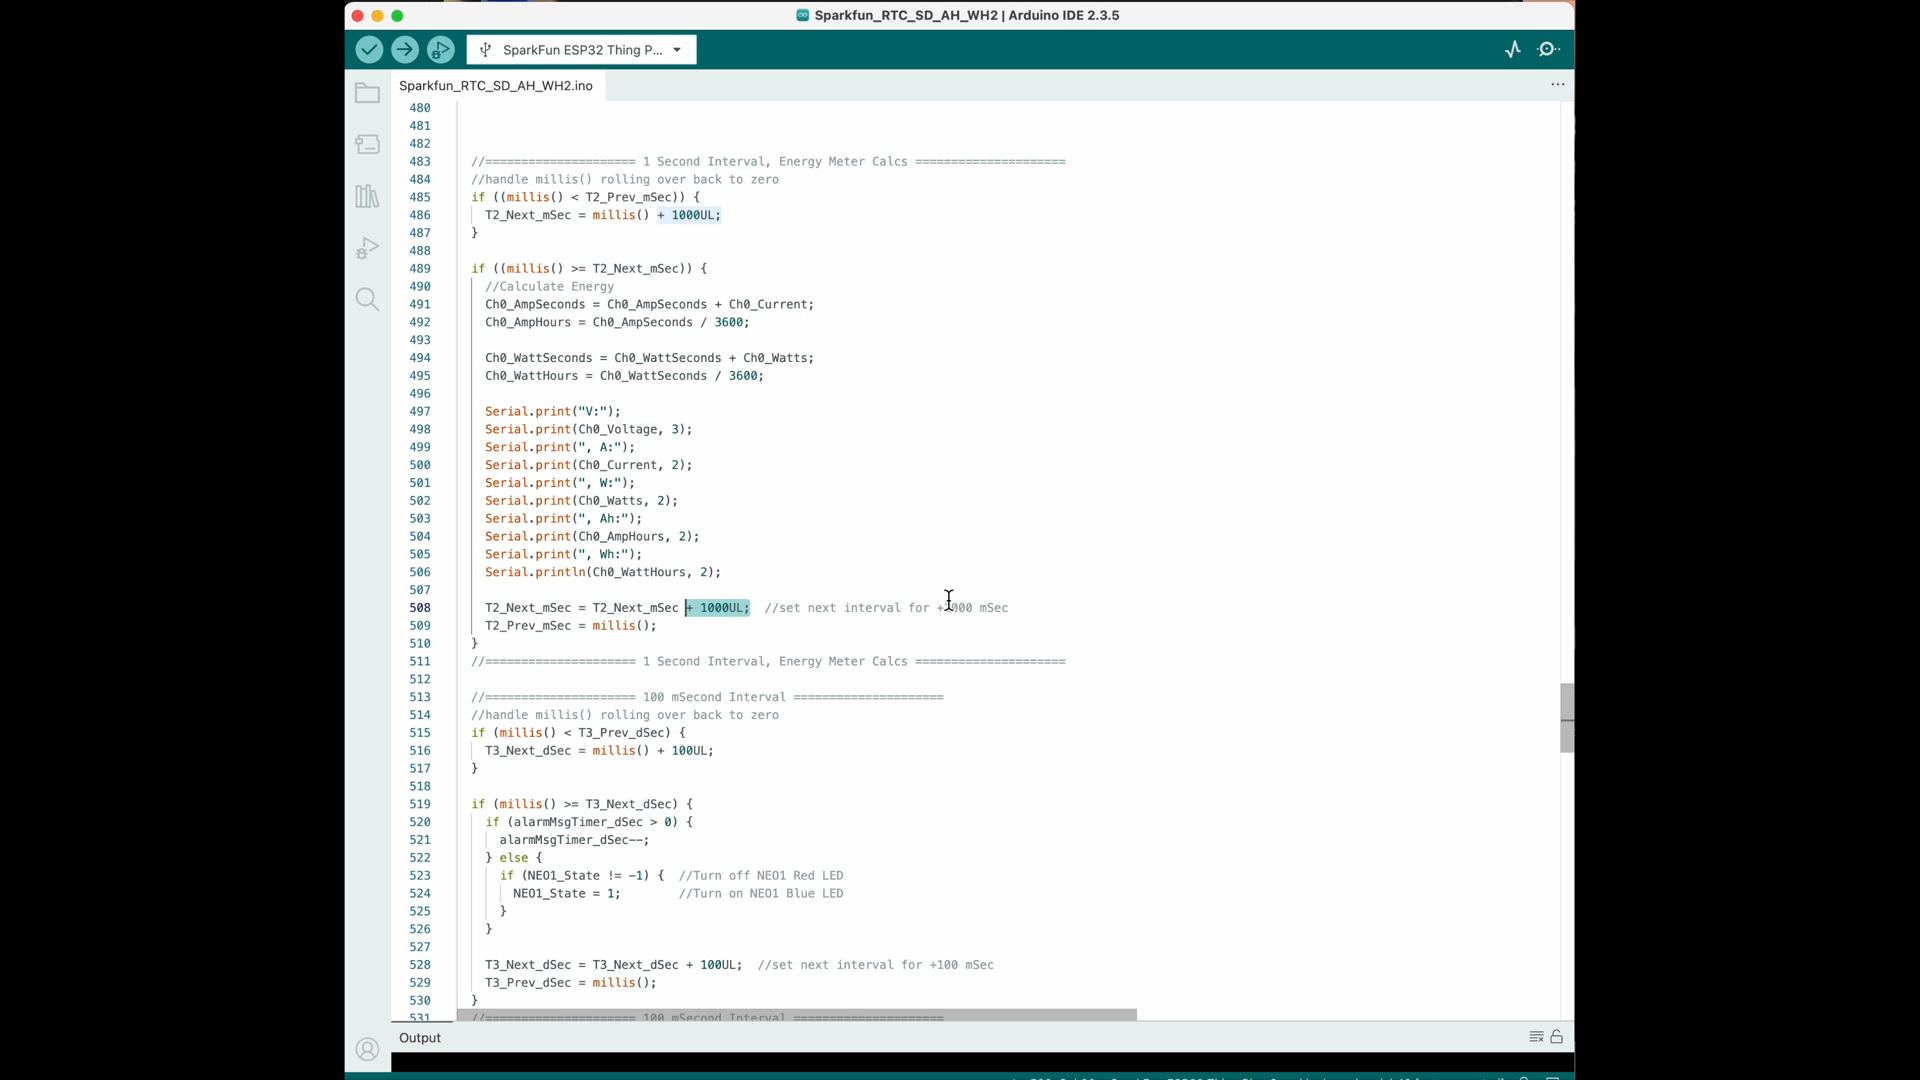 Sparkfun_RTC_SD_AH_WH2 | Arduino IDE 2.3.5
SparkFun ESP32 Thing P...
Sparkfun_RTC_SD_AH_WH2.ino
480
481
482
483 //===================== 1 Second Interval, Energy Meter Calcs =====================
484 //handle millis() rolling over back to zero
485 if ((millis() < T2_Prev_mSec)) {
486 T2_Next_mSec = millis() + 1000UL;
487 }
488
489 if ((millis() >= T2_Next_mSec)) {
490 //Calculate Energy
491 Ch0_AmpSeconds = Ch0_AmpSeconds + Ch0_Current;
492 Ch0_AmpHours = Ch0_AmpSeconds / 3600;
493
494 Ch0_WattSeconds = Ch0_WattSeconds + Ch0_Watts;
495 Ch0_WattHours = Ch0_WattSeconds / 3600;
496
497 Serial.print("V:");
498 Serial.print(Ch0_Voltage, 3);
499 Serial.print(", A:");
500 Serial.print(Ch0_Current, 2);
501 Serial.print(", W:");
502 Serial.print(Ch0_Watts, 2);
503 Serial.print(", Ah:");
504 Serial.print(Ch0_AmpHours, 2);
505 Serial.print(", Wh:");
506 Serial.println(Ch0_WattHours, 2);
507
508 T2_Next_mSec = T2_Next_mSec + 1000UL; //set next interval for +1000 mSec
509 T2_Prev_mSec = millis();
510 }
511 //===================== 1 Second Interval, Energy Meter Calcs =====================
512
513 //===================== 100 mSecond Interval =====================
514 //handle millis() rolling over back to zero
515 if (millis() < T3_Prev_dSec) {
516 T3_Next_dSec = millis() + 100UL;
517 }
518
519 if (millis() >= T3_Next_dSec) {
520 if (alarmMsgTimer_dSec > 0) {
521 alarmMsgTimer_dSec--;
522 } else {
523 if (NEO1_State != -1) { //Turn off NEO1 Red LED
524 NEO1_State = 1; //Turn on NEO1 Blue LED
525 }
526 }
527
528 T3_Next_dSec = T3_Next_dSec + 100UL; //set next interval for +100 mSec
529 T3_Prev_dSec = millis();
530 }
531 //===================== 100 mSecond Interval =====================
Output